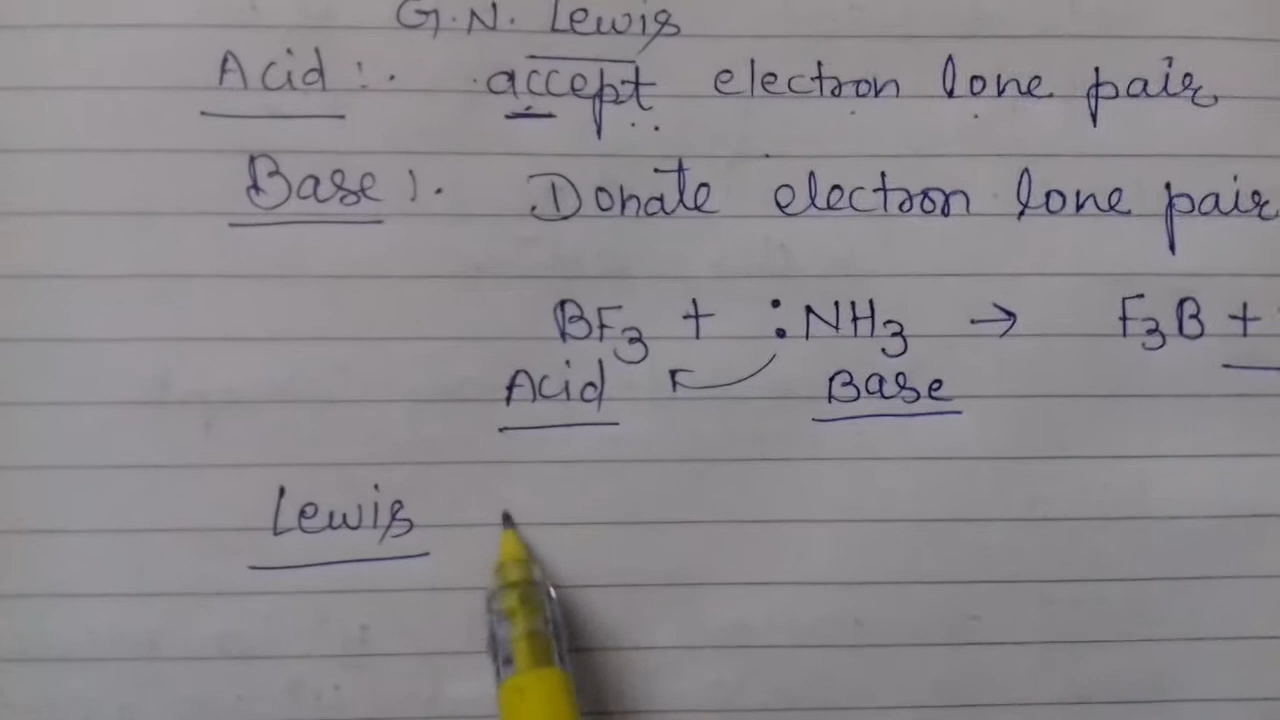 G.N. Lewis
Acid :. accept electron lone pair
Base :. Donate electron lone pair
BF₃ + :NH₃ → F₃B +
Acid Base
Lewis